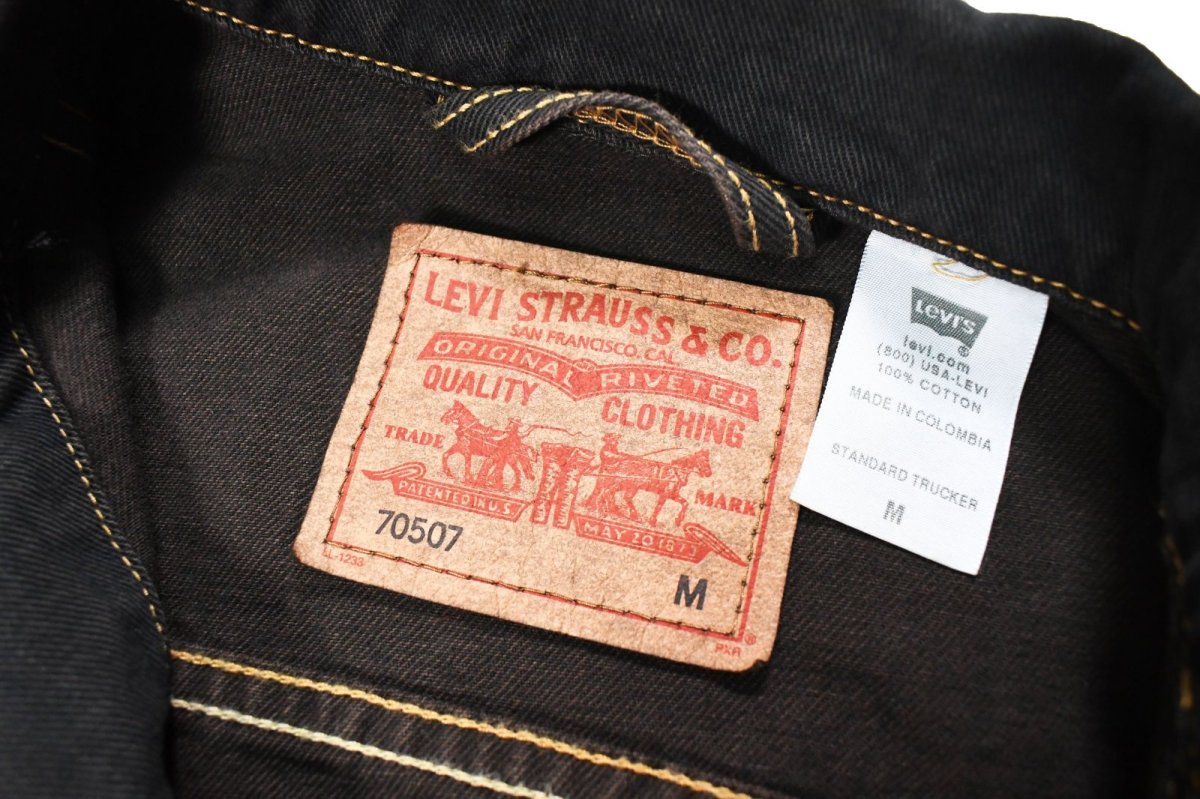 LEVI STRAUSS & CO.
SAN FRANCISCO, CAL.
ORIGINAL RIVETED
QUALITY CLOTHING
TRADE MARK
PATENTED IN U.S.
MAY 20 1873
70507
M
LL-1233
PXR ®
LEVI'S
®
levi.com
(800) USA-LEVI
100% COTTON
MADE IN COLOMBIA
STANDARD TRUCKER
M